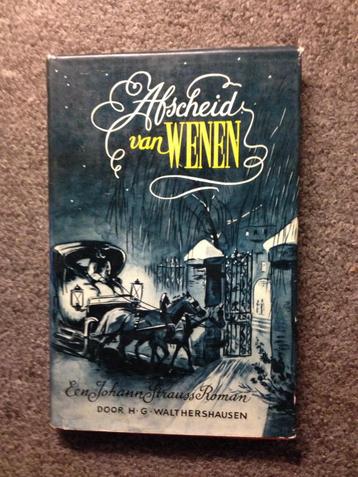 Afscheid
van WENEN
Een Johann Strauss Roman
DOOR H·G·WALTHERSHAUSEN